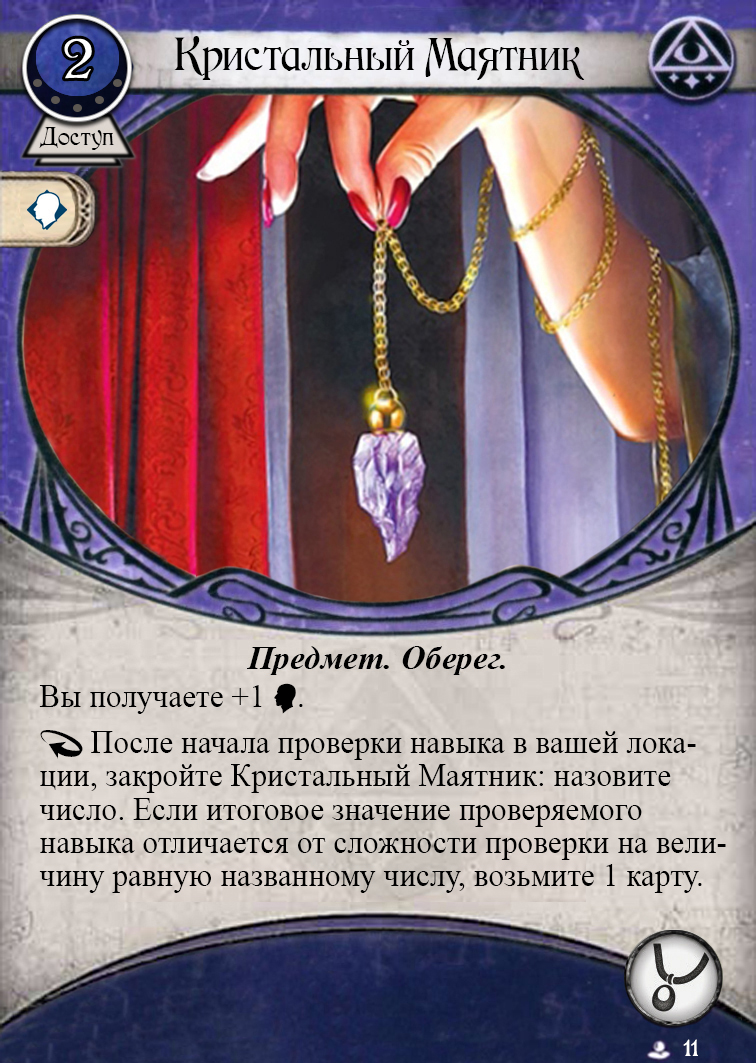 2
Кристальный Маятник
Доступ
Предмет. Оберег.
Вы получаете +1 .
После начала проверки навыка в вашей лока-
ции, закройте Кристальный Маятник: назовите
число. Если итоговое значение проверяемого
навыка отличается от сложности проверки на вели-
чину равную названному числу, возьмите 1 карту.
11